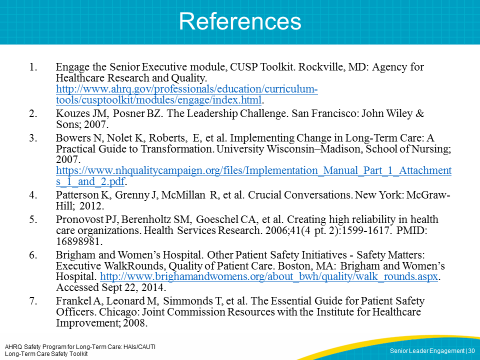 References
1. Engage the Senior Executive module, CUSP Toolkit. Rockville, MD: Agency for
Healthcare Research and Quality.
http://www.ahrq.gov/professionals/education/curriculum-
tools/cusptoolkit/modules/engage/index.html.
2. Kouzes JM, Posner BZ. The Leadership Challenge. San Francisco: John Wiley &
Sons; 2007.
3. Bowers N, Nolet K, Roberts, E, et al. Implementing Change in Long-Term Care: A
Practical Guide to Transformation. University Wisconsin–Madison, School of Nursing;
2007.
https://www.nhqualitycampaign.org/files/Implementation_Manual_Part_1_Attachment
s_1_and_2.pdf.
4. Patterson K, Grenny J, McMillan R, et al. Crucial Conversations. New York: McGraw-
Hill; 2012.
5. Pronovost PJ, Berenholtz SM, Goeschel CA, et al. Creating high reliability in health
care organizations. Health Services Research. 2006;41(4 pt. 2):1599-1617. PMID:
16898981.
6. Brigham and Women's Hospital. Other Patient Safety Initiatives - Safety Matters:
Executive WalkRounds, Quality of Patient Care. Boston, MA: Brigham and Women's
Hospital. http://www.brighamandwomens.org/about_bwh/quality/walk_rounds.aspx.
Accessed Sept 22, 2014.
7. Frankel A, Leonard M, Simmonds T, et al. The Essential Guide for Patient Safety
Officers. Chicago: Joint Commission Resources with the Institute for Healthcare
Improvement; 2008.
AHRQ Safety Program for Long-Term Care: HAIs/CAUTI
Long-Term Care Safety Toolkit
Senior Leader Engagement | 30